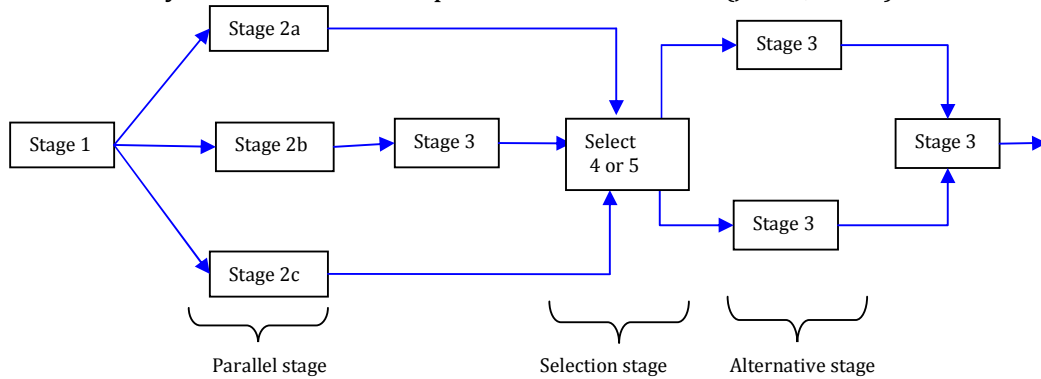 Stage 2a
Stage 3
Stage 1
Stage 2b
Stage 3
Select
4 or 5
Stage 3
Stage 3
Stage 2c
Parallel stage
Selection stage
Alternative stage